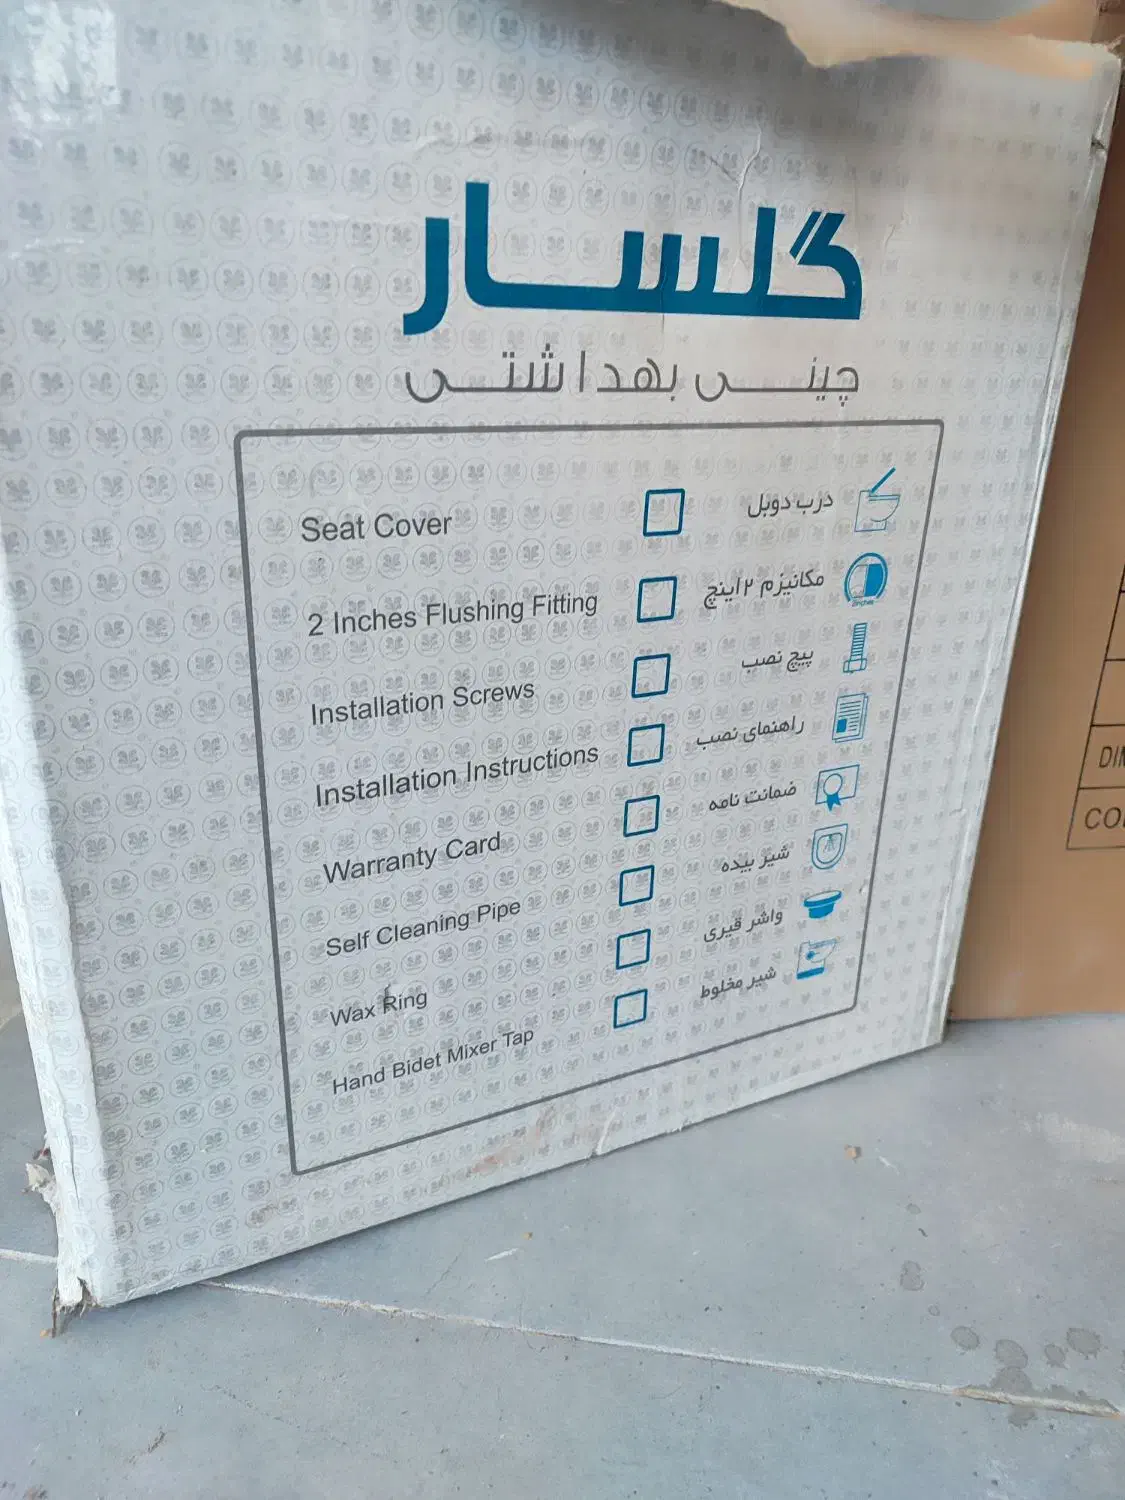 گلسار
چینی بهداشتی
Seat Cover درب دوبل
2 Inches Flushing Fitting مکانیزم ۲ اینچ
Installation Screws پیچ نصب
Installation Instructions راهنمای نصب
Warranty Card ضمانت نامه
Self Cleaning Pipe شیر بیده
Wax Ring واشر قیری
Hand Bidet Mixer Tap شیر مخلوط